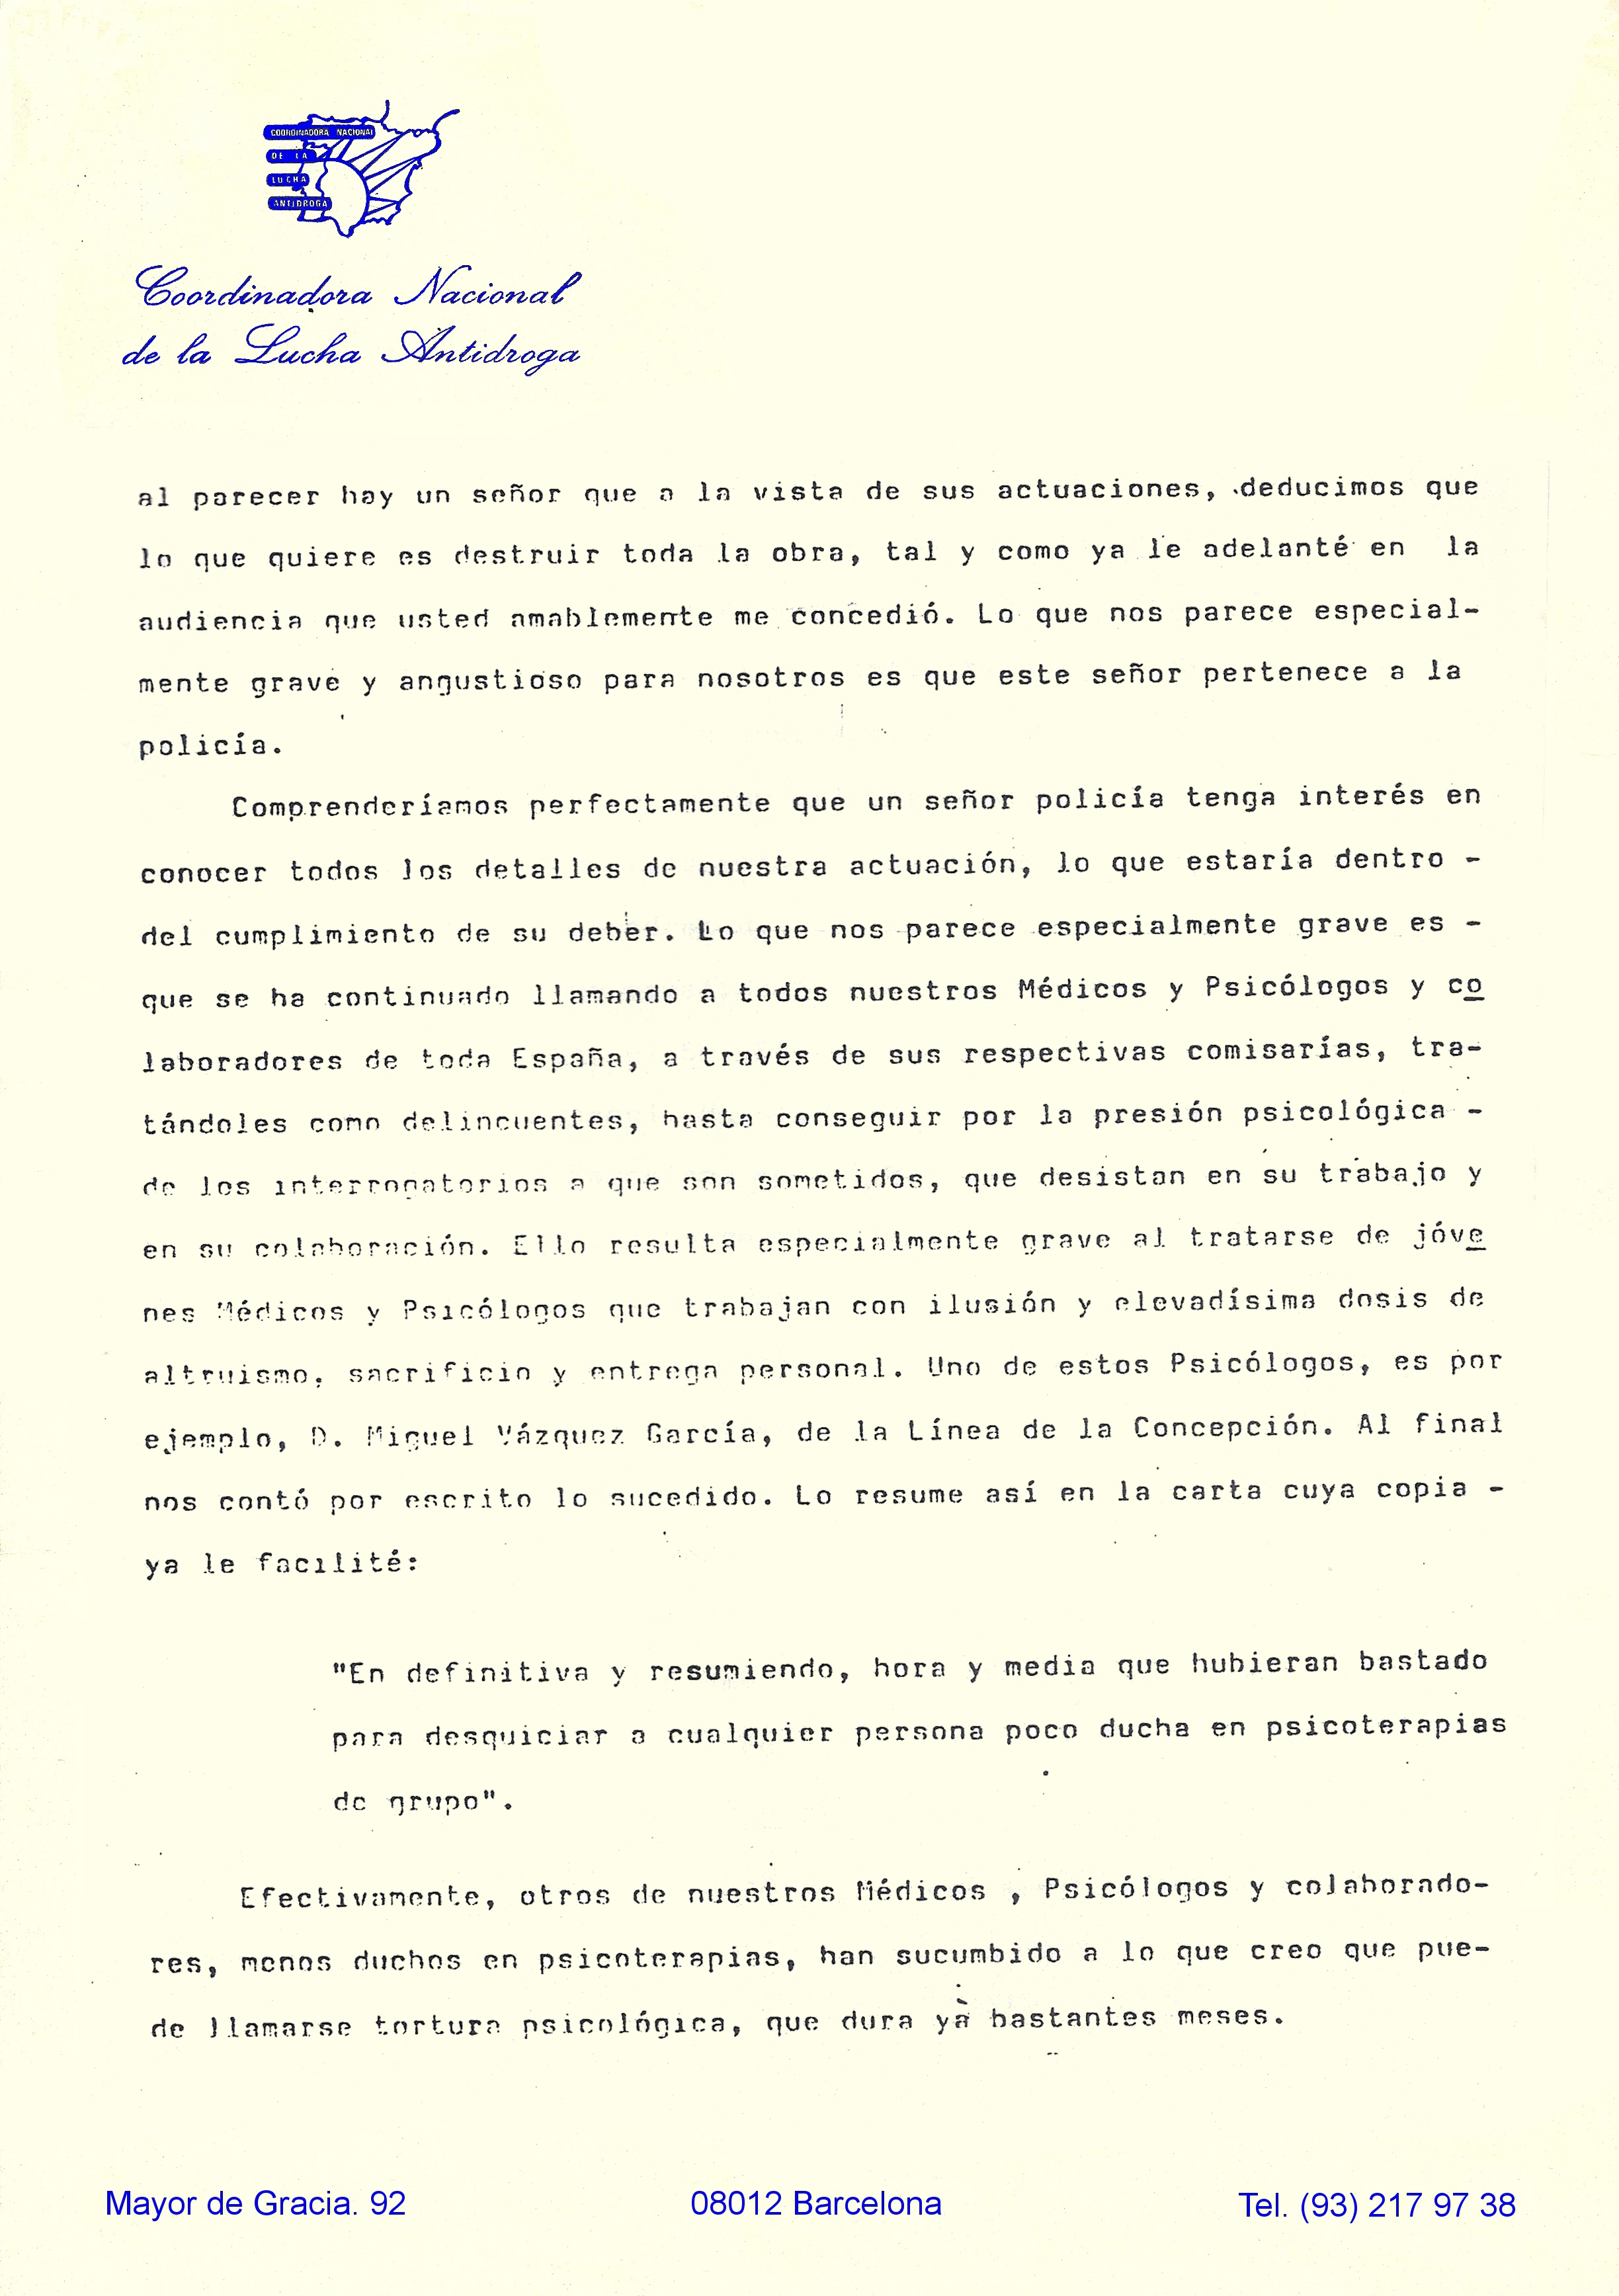 COORDINADORA NACIONAL
DE LA
LUCHA
ANTIDROGA
Coordinadora Nacional
de la Lucha Antidroga
al parecer hay un señor que a la vista de sus actuaciones, deducimos que
lo que quiere es destruir toda la obra, tal y como ya le adelanté en la
audiencia que usted amablemente me concedió. Lo que nos parece especial-
mente grave y angustioso para nosotros es que este señor pertenece a la
policía.
Comprenderíamos perfectamente que un señor policía tenga interés en
conocer todos los detalles de nuestra actuación, lo que estaría dentro -
del cumplimiento de su deber. Lo que nos parece especialmente grave es -
que se ha continuado llamando a todos nuestros Médicos y Psicólogos y co
laboradores de toda España, a través de sus respectivas comisarías, tra-
tándoles como delincuentes, hasta conseguir por la presión psicológica -
de los interrogatorios a que son sometidos, que desistan en su trabajo y
en su colaboración. Ello resulta especialmente grave al tratarse de jóve
nes Médicos y Psicólogos que trabajan con ilusión y elevadísima dosis de
altruismo, sacrificio y entrega personal. Uno de estos Psicólogos, es por
ejemplo, D. Miguel Vázquez García, de la Línea de la Concepción. Al final
nos contó por escrito lo sucedido. Lo resume así en la carta cuya copia -
ya le facilité:
"En definitiva y resumiendo, hora y media que hubieran bastado
para desquiciar a cualquier persona poco ducha en psicoterapias
de grupo".
Efectivamente, otros de nuestros Médicos , Psicólogos y colaborado-
res, menos duchos en psicoterapias, han sucumbido a lo que creo que pue-
de llamarse tortura psicológica, que dura ya bastantes meses.
Mayor de Gracia. 92 08012 Barcelona Tel. (93) 217 97 38